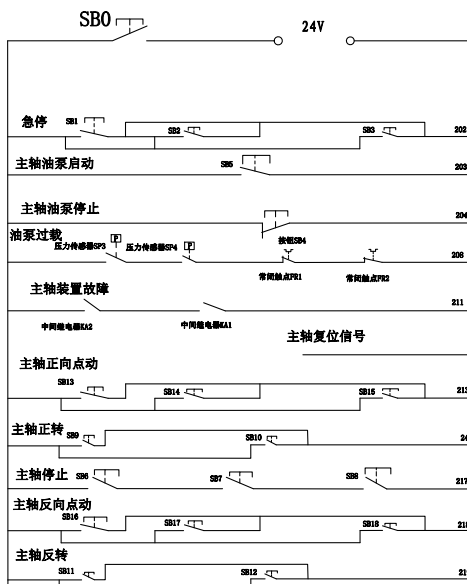 SB0
24V
急停
SB1
SB2
SB3
202
主轴油泵启动
SB5
203
主轴油泵停止
204
按钮SB4
油泵过载
压力传感器SP3
P
压力传感器SP4
P
常闭触点FR1
常闭触点FR2
208
主轴装置故障
中间继电器KA2
中间继电器KA1
211
主轴复位信号
主轴正向点动
SB13
SB14
SB15
213
主轴正转
SB9
SB10
24
主轴停止
SB6
SB7
SB8
217
主轴反向点动
SB16
SB17
SB18
218
主轴反转
SB11
SB12